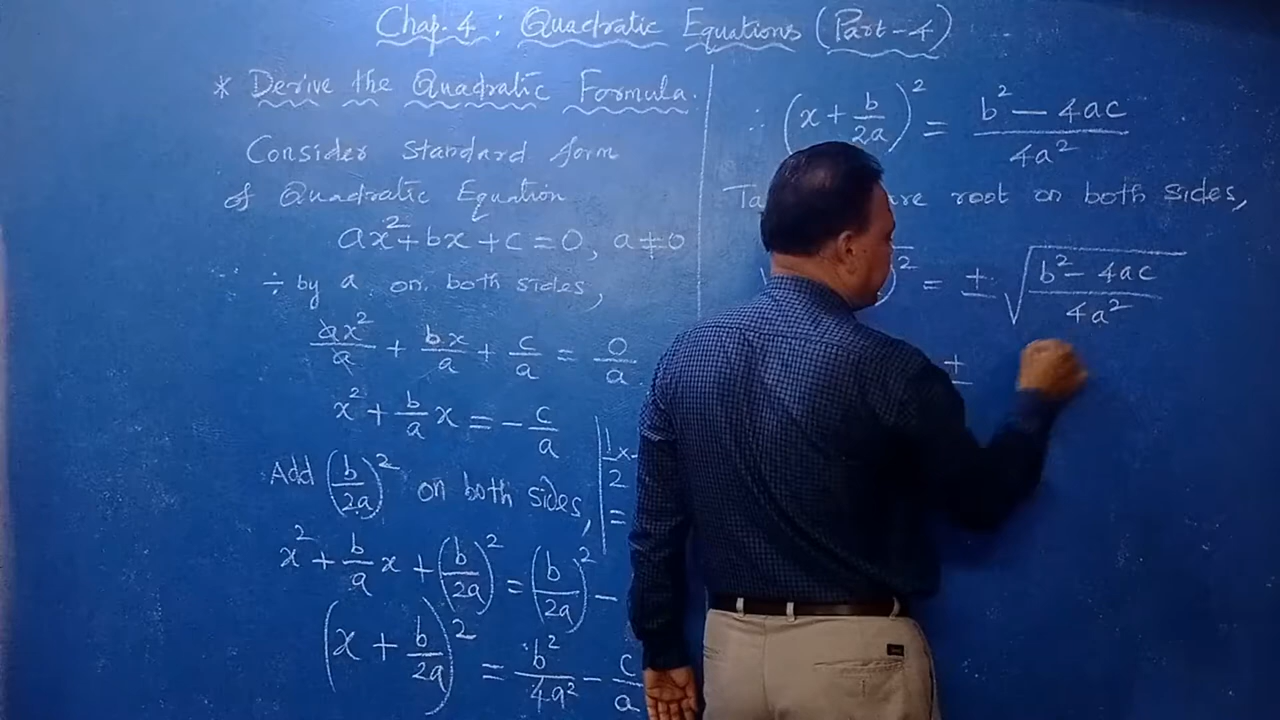 Chap. 4 : Quadratic Equations (Part-4)
* Derive the Quadratic Formula.
Consider standard form
of Quadratic Equation
ax² + bx + c = 0, a ≠ 0
÷ by a on both sides,
ax²/a + bx/a + c/a = 0/a
x² + b/a x = - c/a
Add (b/2a)² on both sides,
1/2 x
=
x² + b/a x + (b/2a)² = (b/2a)² -
(x + b/2a)² = b²/4a² - c/a
∴ (x + b/2a)² = b² - 4ac/4a²
root on both sides,
)² = ± √(b² - 4ac/4a²)
±